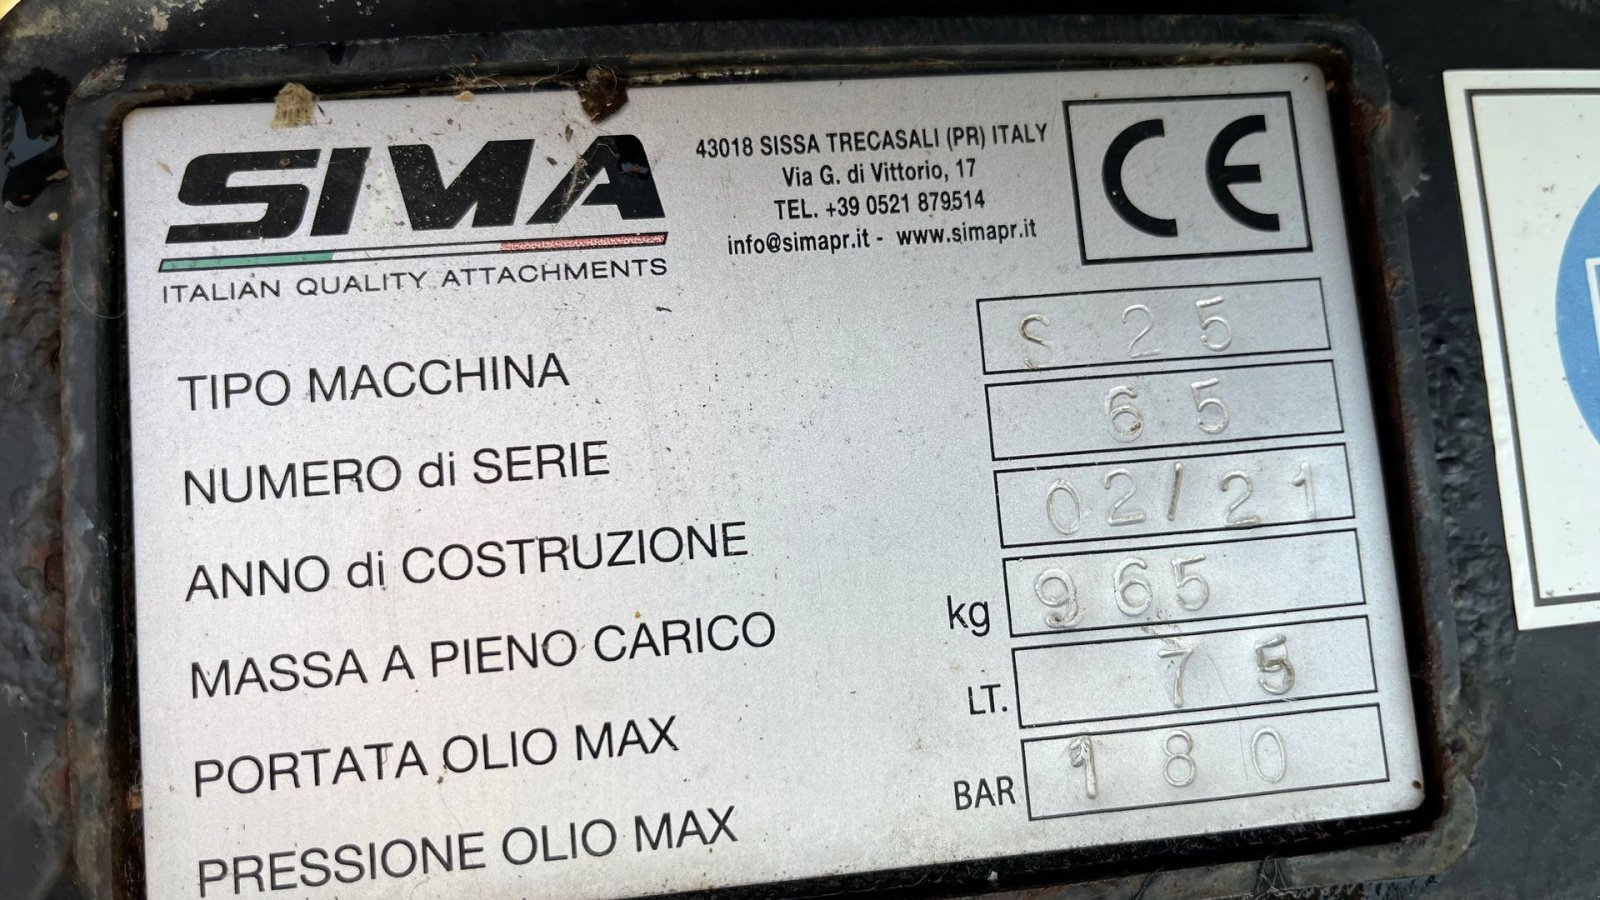 SIMA
ITALIAN QUALITY ATTACHMENTS
43018 SISSA TRECASALI (PR) ITALY
Via G. di Vittorio, 17
TEL. +39 0521 879514
info@simapr.it - www.simapr.it
CE
TIPO MACCHINA S 25
NUMERO di SERIE 65
ANNO di COSTRUZIONE 02/21
MASSA A PIENO CARICO kg 965
PORTATA OLIO MAX LT. 75
PRESSIONE OLIO MAX BAR 180